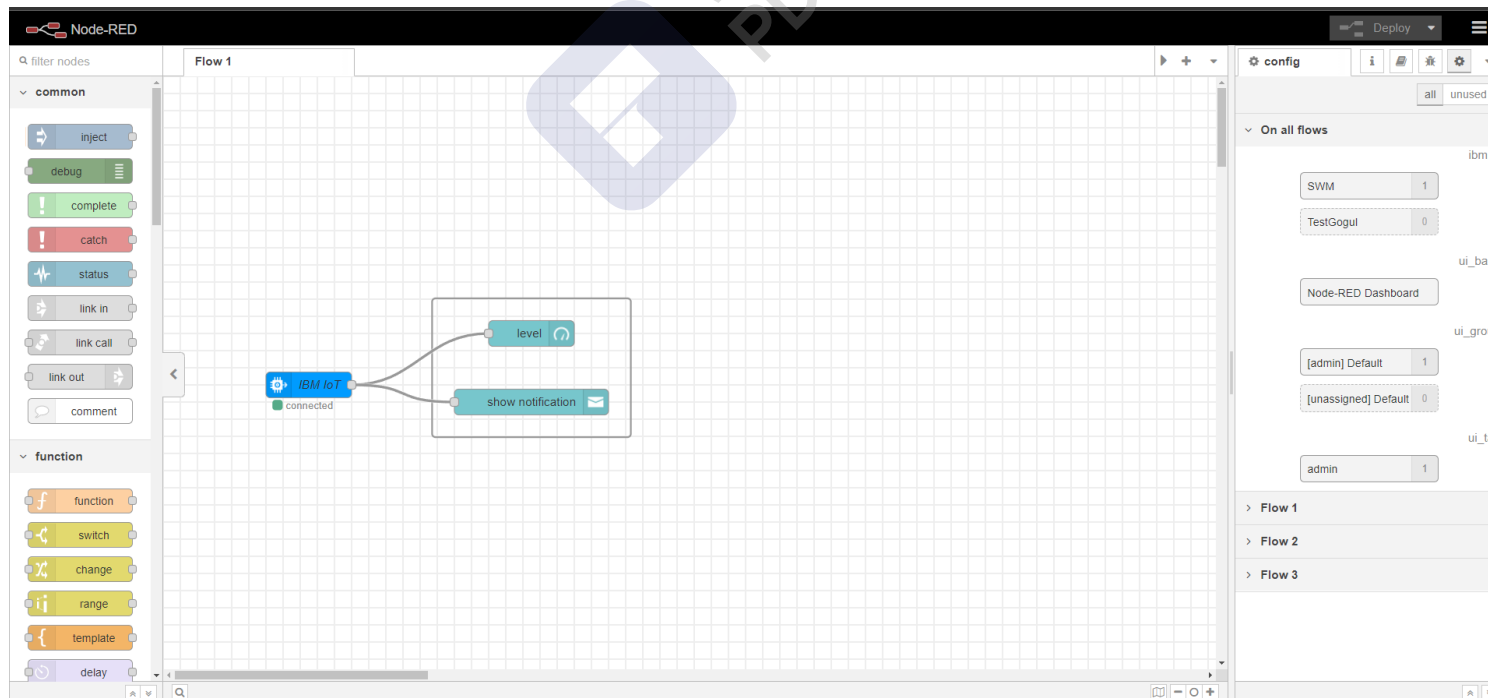 Node-RED
Deploy
filter nodes
Flow 1
config
i
all
unused
common
inject
debug
complete
catch
status
link in
link call
link out
comment
function
function
switch
change
range
template
delay
IBM IoT
connected
level
show notification
On all flows
ibm
SWM 1
TestGogul 0
ui_ba
Node-RED Dashboard
ui_gro
[admin] Default 1
[unassigned] Default 0
ui_t
admin 1
Flow 1
Flow 2
Flow 3